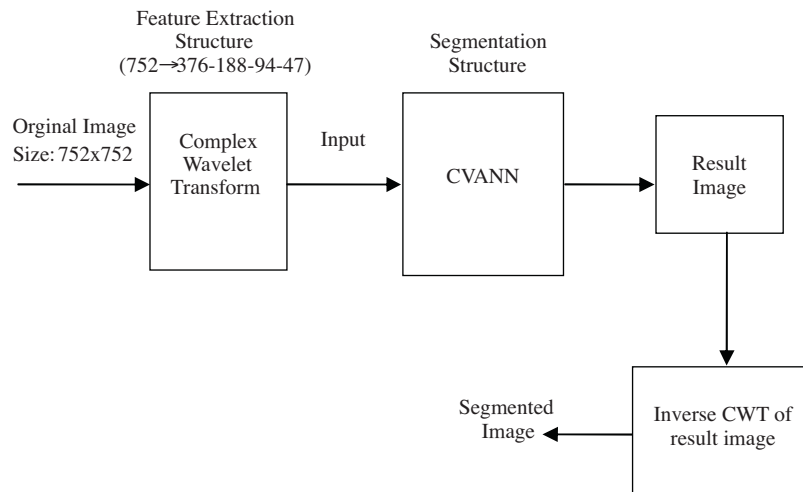 Feature Extraction
Structure
(752→376-188-94-47)
Segmentation
Structure
Orginal Image
Size: 752x752
Complex
Wavelet
Transform
Input
CVANN
Result
Image
Inverse CWT of
result image
Segmented
Image